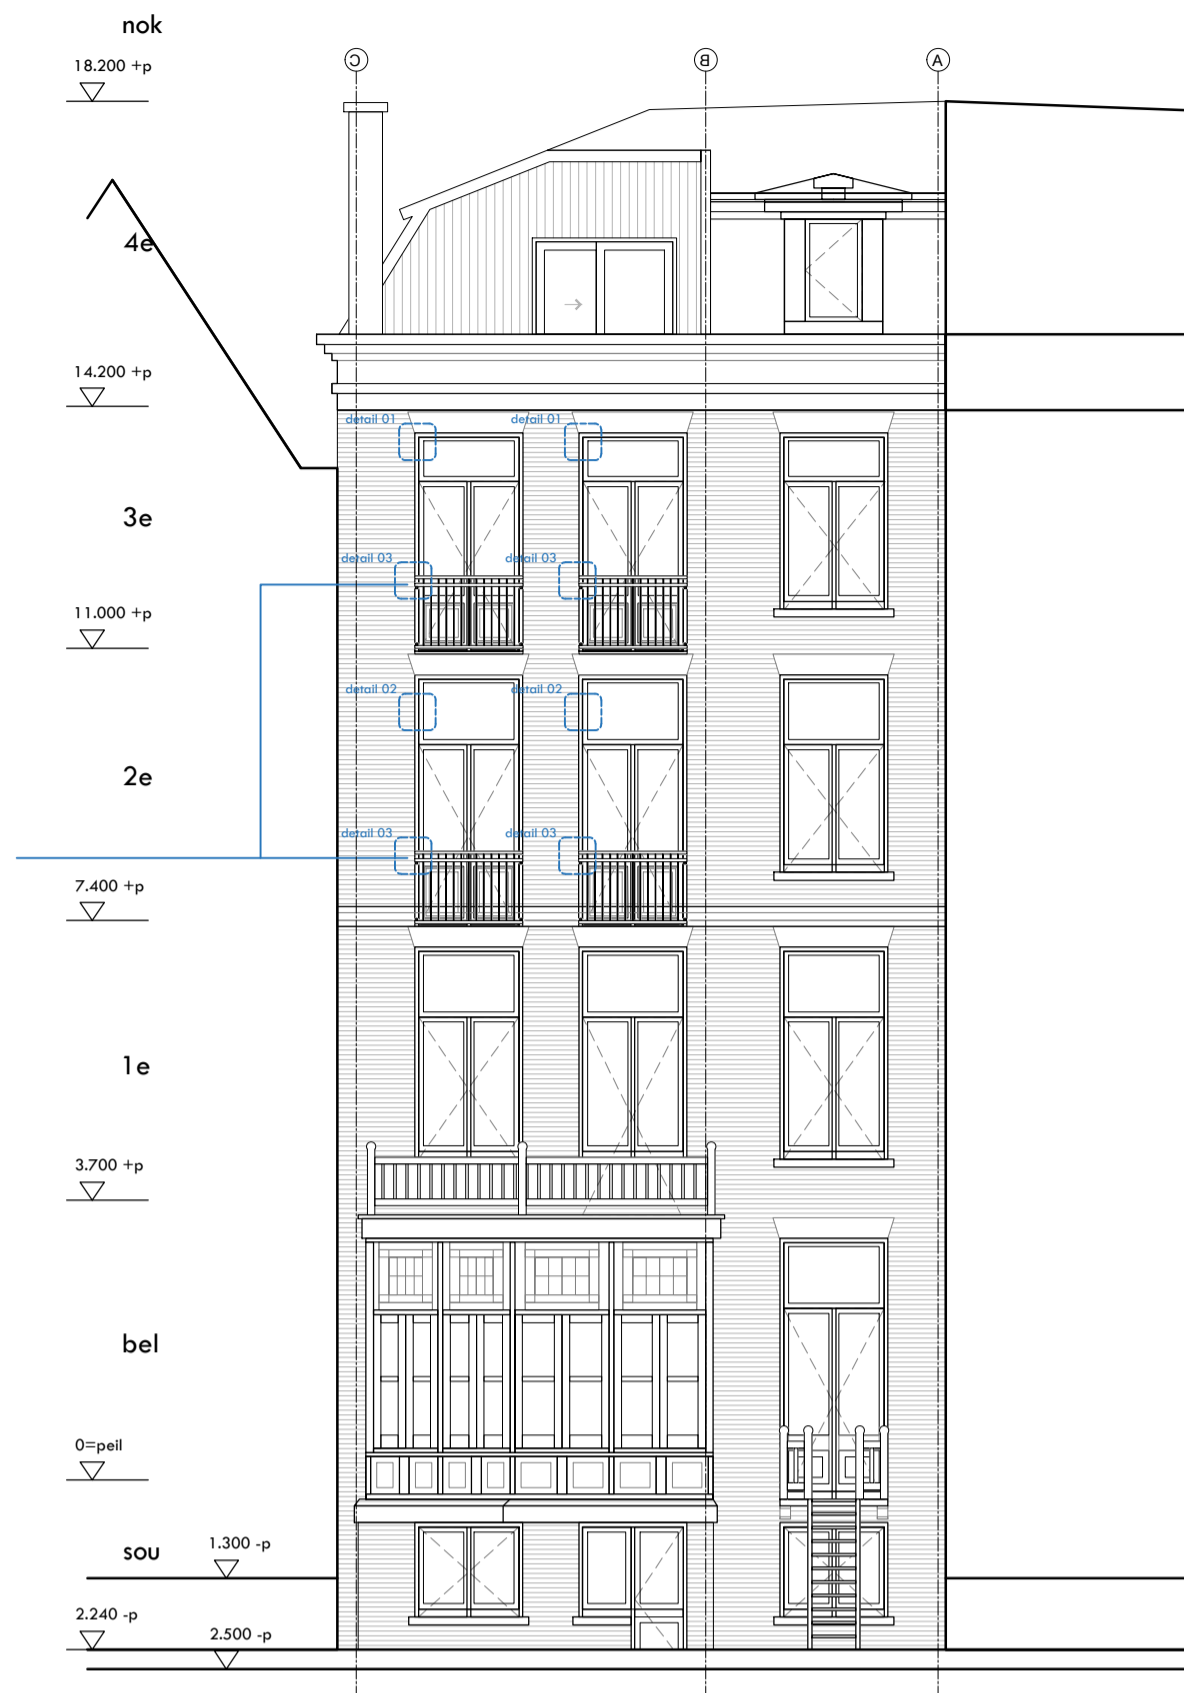 nok
18.200 +p
C
B
A
4e
14.200 +p
detail 01
detail 01
3e
detail 03
detail 03
11.000 +p
detail 02
detail 02
2e
detail 03
detail 03
7.400 +p
1e
3.700 +p
bel
0=peil
sou
1.300 -p
2.240 -p
2.500 -p